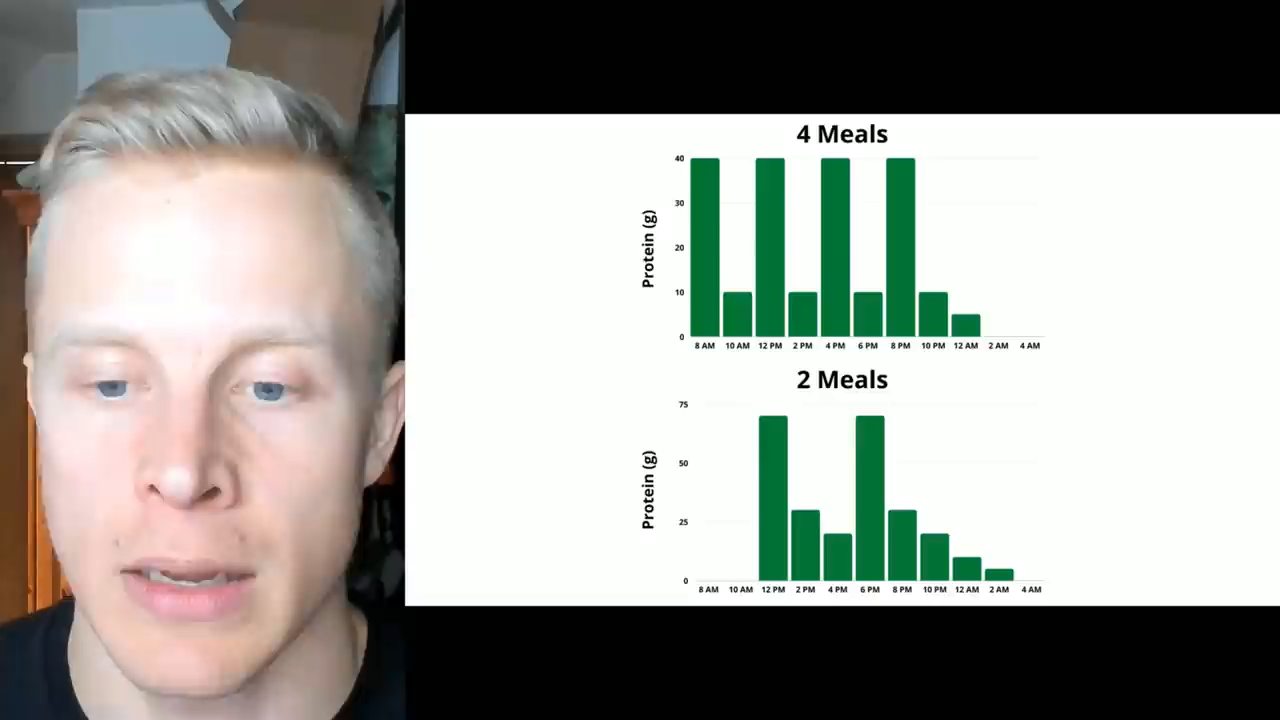 4 Meals
Protein (g)
40
30
20
10
0
8 AM 10 AM 12 PM 2 PM 4 PM 6 PM 8 PM 10 PM 12 AM 2 AM 4 AM
2 Meals
Protein (g)
75
50
25
0
8 AM 10 AM 12 PM 2 PM 4 PM 6 PM 8 PM 10 PM 12 AM 2 AM 4 AM